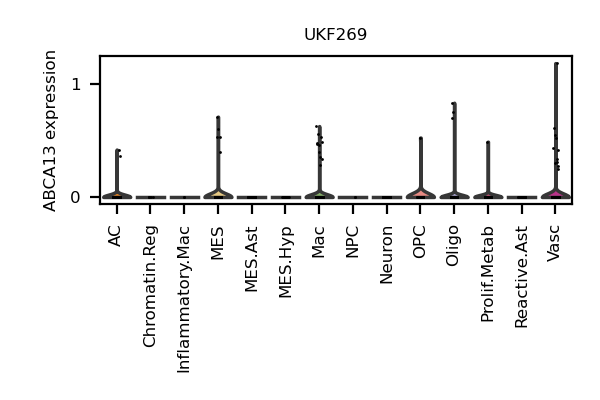 UKF269
ABCA13 expression
1
0
AC
Chromatin.Reg
Inflammatory.Mac
MES
MES.Ast
MES.Hyp
Mac
NPC
Neuron
OPC
Oligo
Prolif.Metab
Reactive.Ast
Vasc